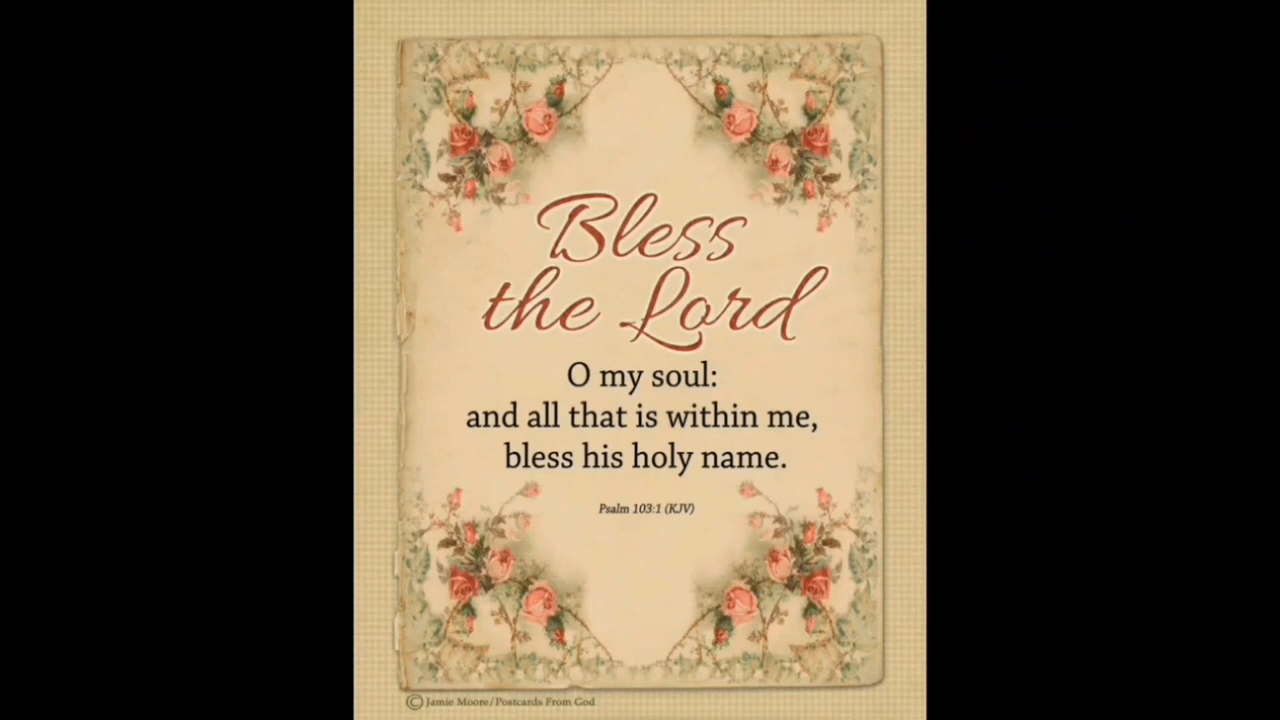 Bless
the Lord
O my soul:
and all that is within me,
bless his holy name.
Psalm 103:1 (KJV)
© Jamie Moore/Postcards From God